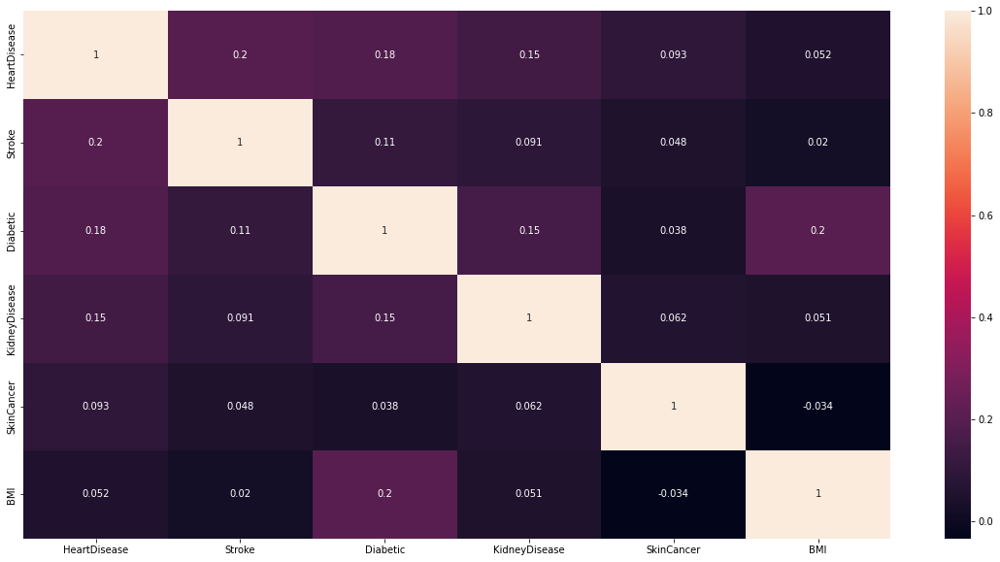 HeartDisease 1 0.2 0.18 0.15 0.093 0.052
Stroke 0.2 1 0.11 0.091 0.048 0.02
Diabetic 0.18 0.11 1 0.15 0.038 0.2
KidneyDisease 0.15 0.091 0.15 1 0.062 0.051
SkinCancer 0.093 0.048 0.038 0.062 1 -0.034
BMI 0.052 0.02 0.2 0.051 -0.034 1
HeartDisease Stroke Diabetic KidneyDisease SkinCancer BMI
1.0
0.8
0.6
0.4
0.2
0.0